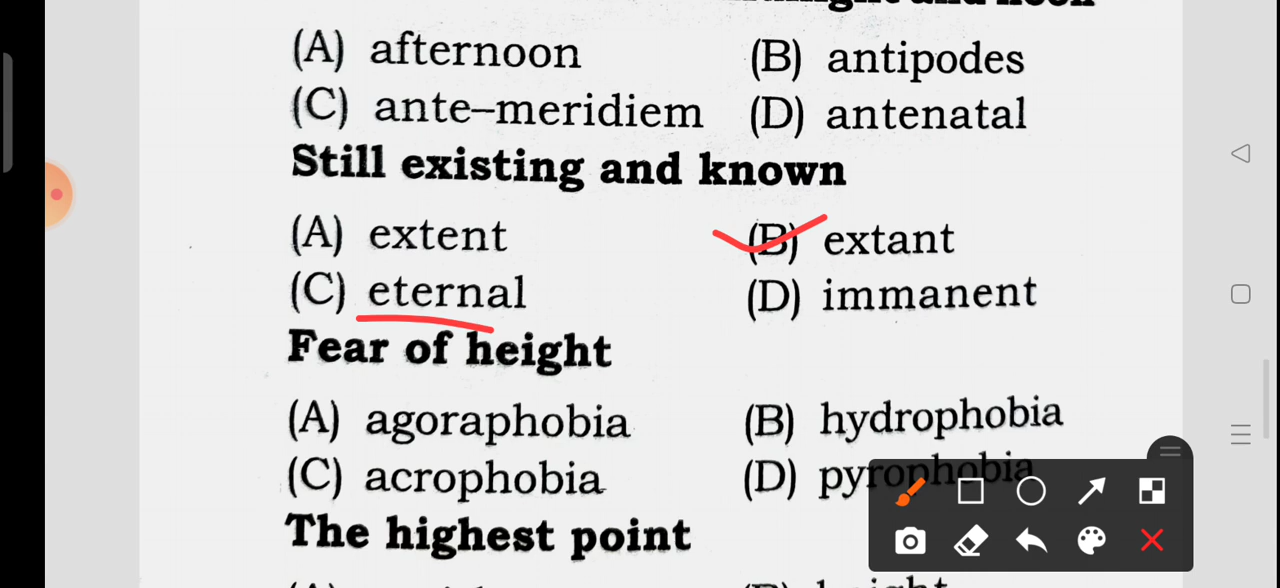 (A) afternoon (B) antipodes
(C) ante–meridiem (D) antenatal
Still existing and known
(A) extent (B) extant
(C) eternal (D) immanent
Fear of height
(A) agoraphobia (B) hydrophobia
(C) acrophobia (D) pyrophobia
The highest point